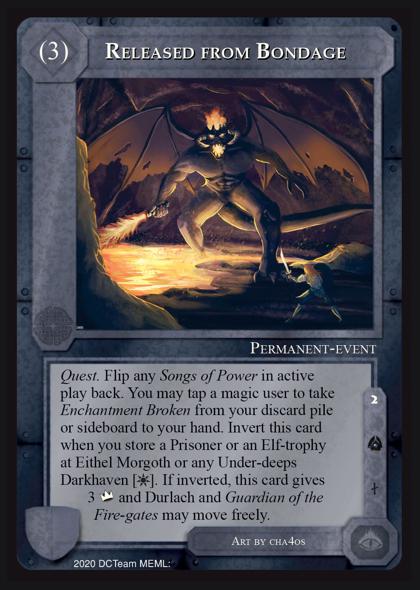 (3)
RELEASED FROM BONDAGE
PERMANENT-EVENT
Quest. Flip any Songs of Power in active
play back. You may tap a magic user to take
Enchantment Broken from your discard pile
or sideboard to your hand. Invert this card
when you store a Prisoner or an Elf-trophy
at Eithel Morgoth or any Under-deeps
Darkhaven [☀]. If inverted, this card gives
3 and Durlach and Guardian of the
Fire-gates may move freely.
2
ART BY CHA4OS
2020 DCTeam MEML: